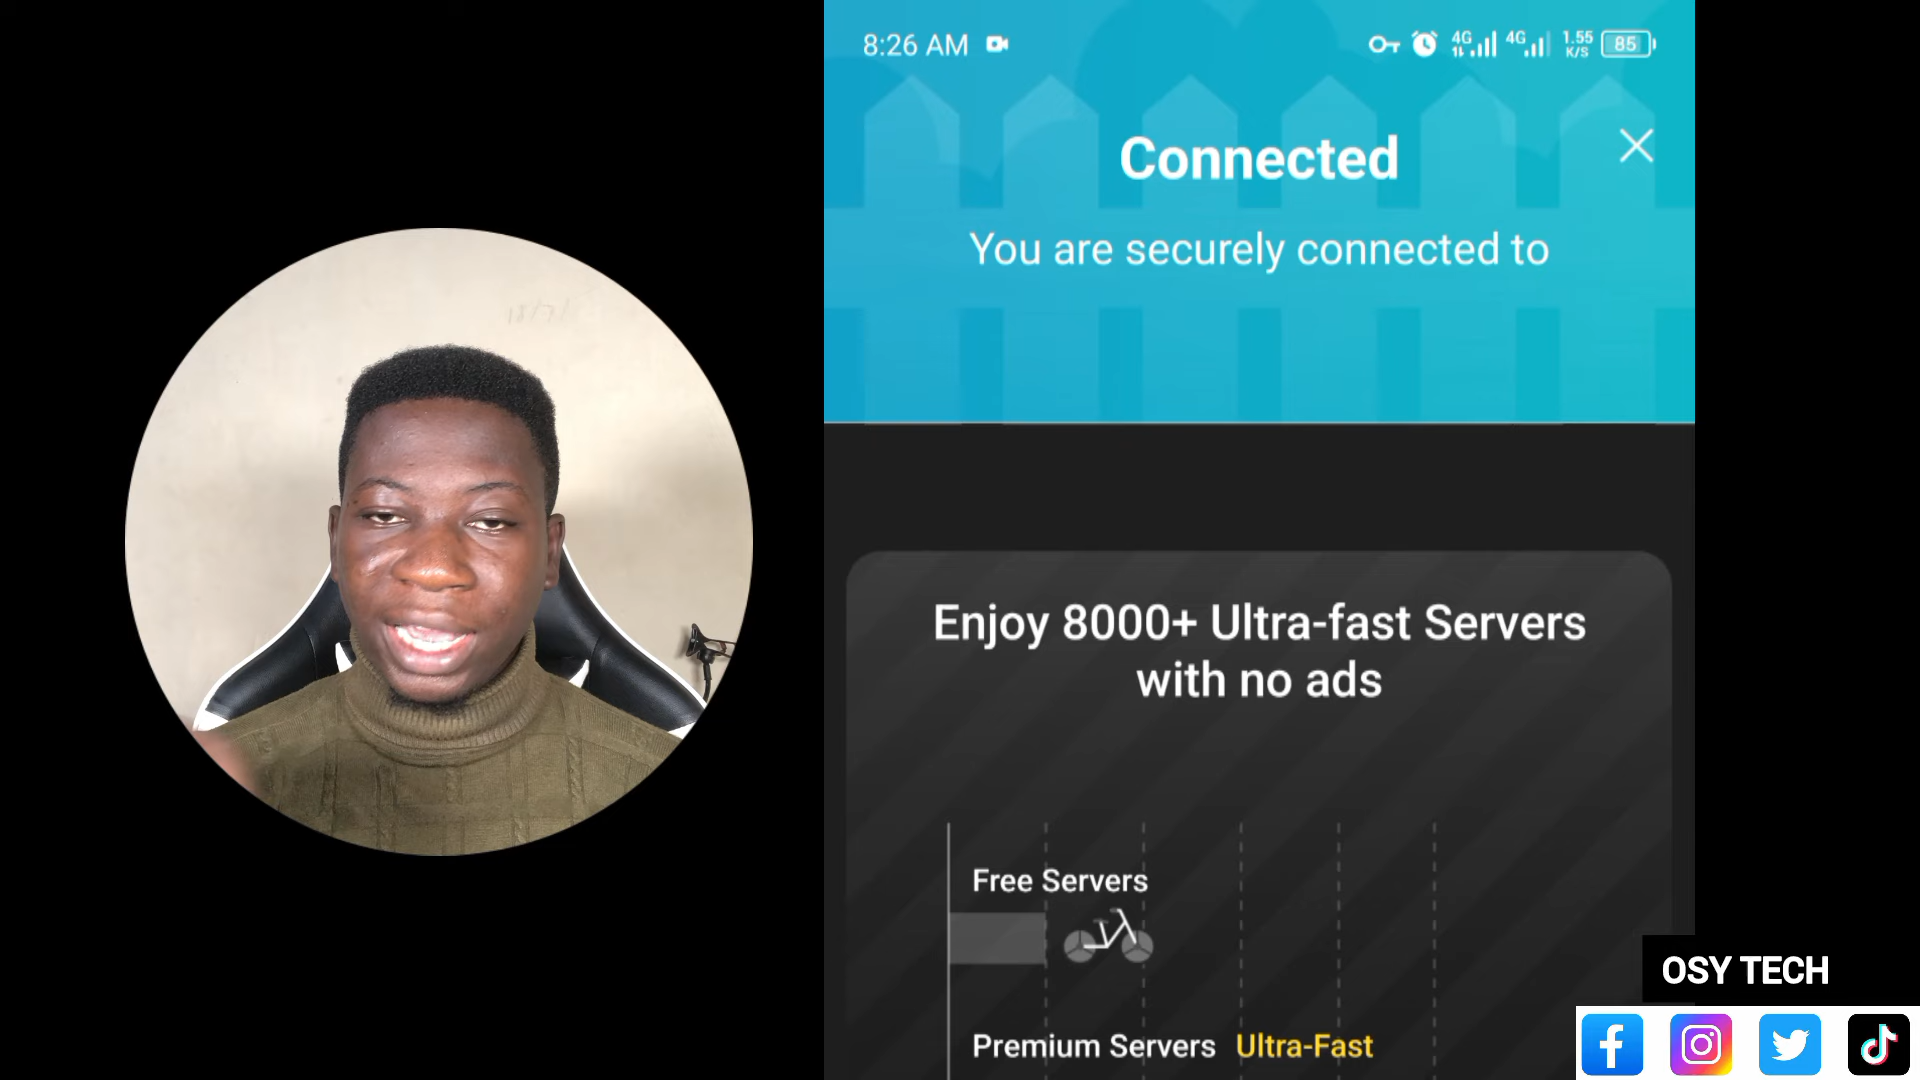 8:26 AM
4G 4G 1.55 K/S 85
Connected
You are securely connected to
Enjoy 8000+ Ultra-fast Servers
with no ads
Free Servers
Premium Servers Ultra-Fast
OSY TECH